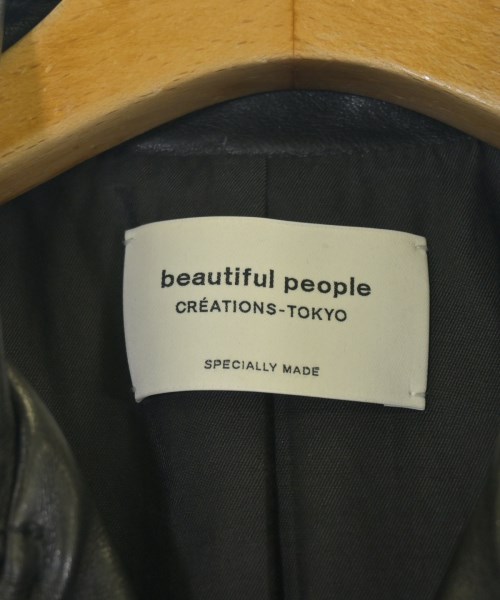 beautiful people
CRÉATIONS-TOKYO
SPECIALLY MADE